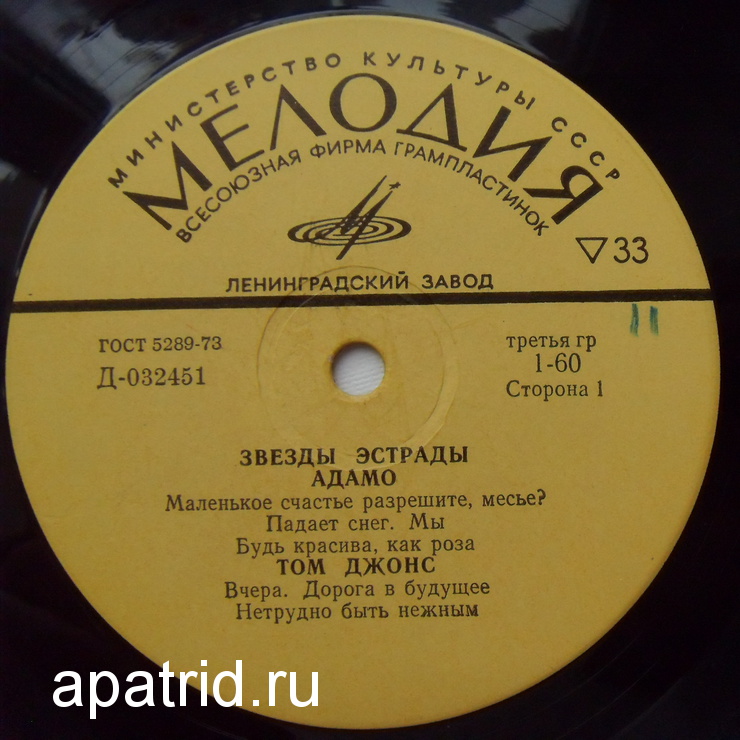 МИНИСТЕРСТВО КУЛЬТУРЫ СССР
МЕЛОДИЯ
ВСЕСОЮЗНАЯ ФИРМА ГРАМПЛАСТИНОК
▽33
ЛЕНИНГРАДСКИЙ ЗАВОД
11
ГОСТ 5289-73
третья гр
Д-032451
1-60
Сторона 1
ЗВЕЗДЫ ЭСТРАДЫ
АДАМО
Маленькое счастье разрешите, месье?
Падает снег. Мы
Будь красива, как роза
ТОМ ДЖОНС
Вчера. Дорога в будущее
Нетрудно быть нежным
apatrid.ru